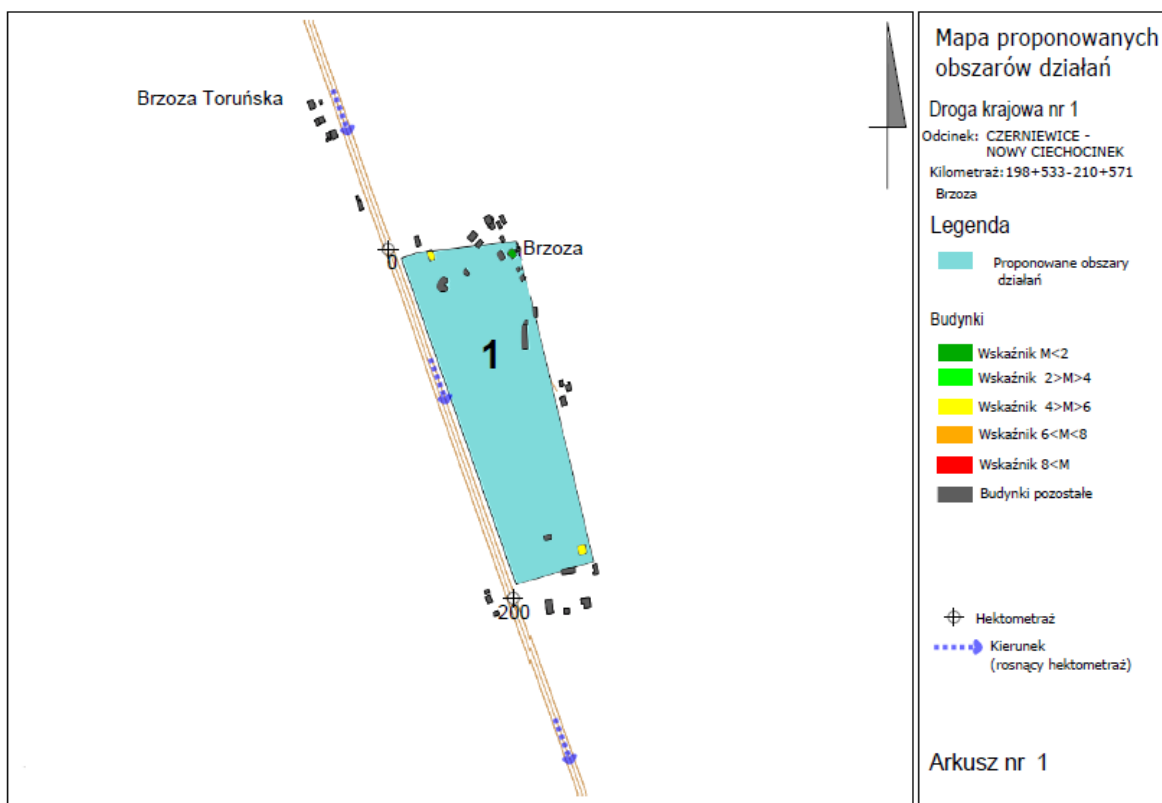 Brzoza Toruńska
0
Brzoza
1
200
Mapa proponowanych
obszarów działań
Droga krajowa nr 1
Odcinek: CZERNIEWICE -
NOWY CIECHOCINEK
Kilometraż: 198+533-210+571
Brzoza
Legenda
Proponowane obszary
działań
Budynki
Wskaźnik M<2
Wskaźnik 2>M>4
Wskaźnik 4>M>6
Wskaźnik 6<M<8
Wskaźnik 8<M
Budynki pozostałe
Hektometraż
Kierunek
(rosnący hektometraż)
Arkusz nr 1